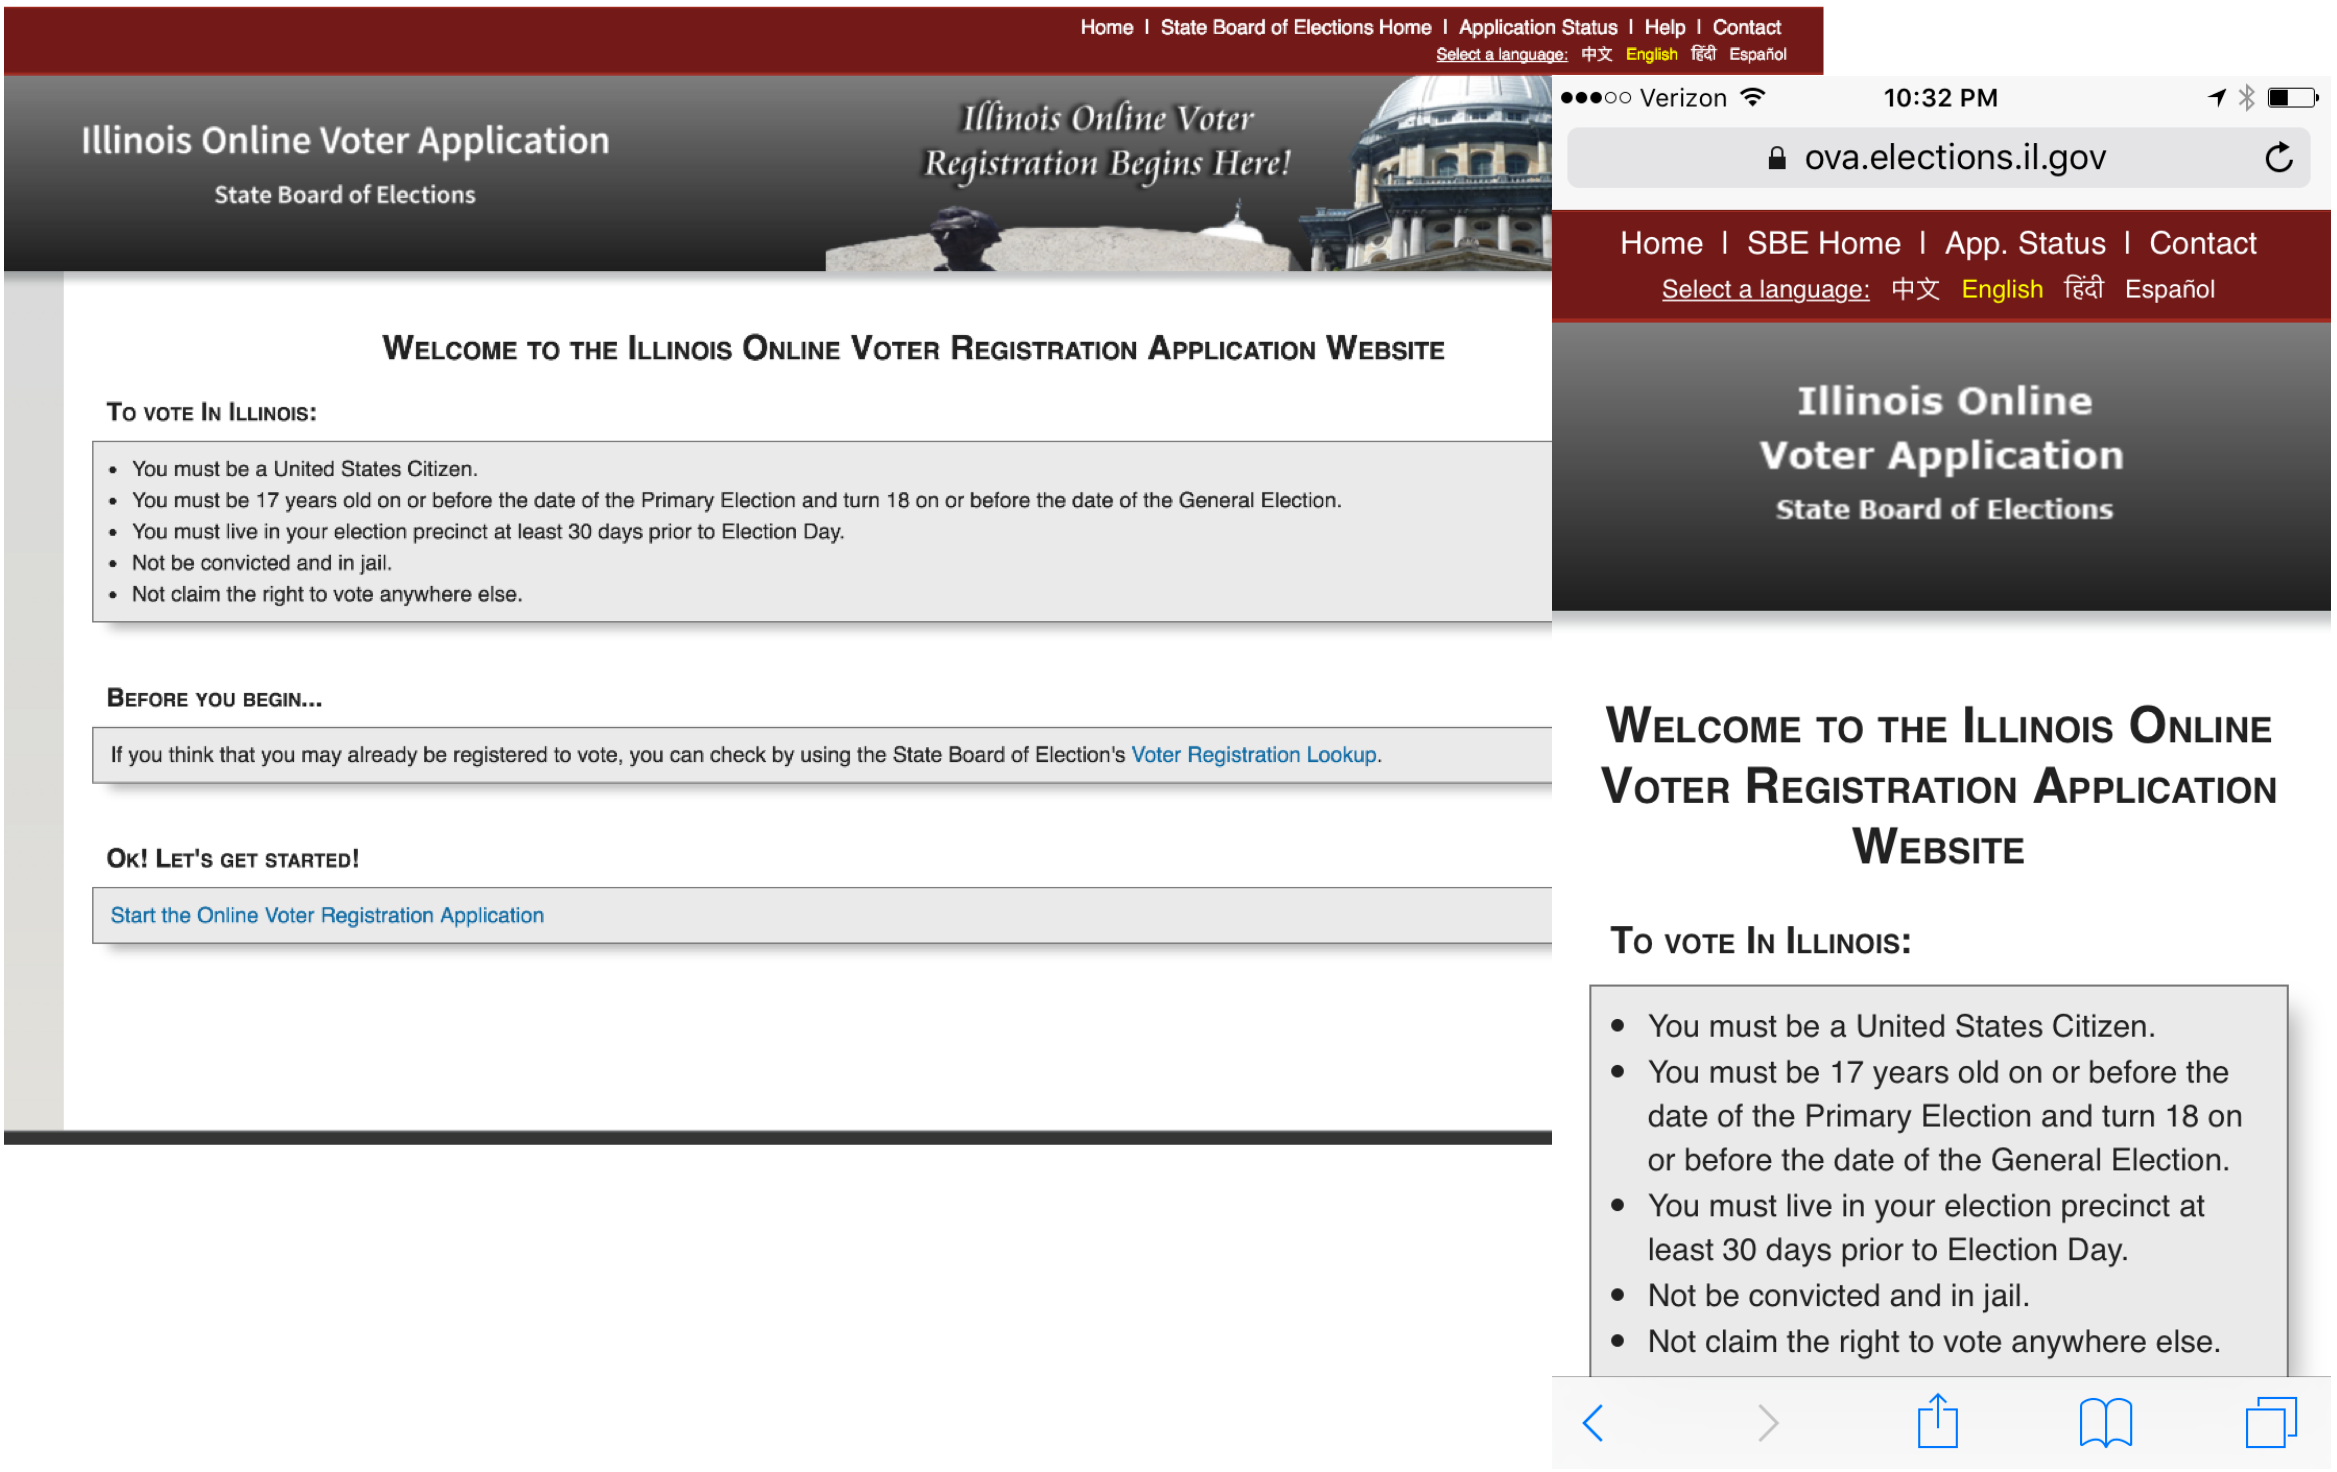 Home | State Board of Elections Home | Application Status | Help | Contact
Select a language: 中文 English हिंदी Español
Illinois Online Voter Application
State Board of Elections
Illinois Online Voter
Registration Begins Here!
Welcome to the Illinois Online Voter Registration Application Website
To vote In Illinois:
• You must be a United States Citizen.
• You must be 17 years old on or before the date of the Primary Election and turn 18 on or before the date of the General Election.
• You must live in your election precinct at least 30 days prior to Election Day.
• Not be convicted and in jail.
• Not claim the right to vote anywhere else.
Before you begin...
If you think that you may already be registered to vote, you can check by using the State Board of Election's Voter Registration Lookup.
Ok! Let's get started!
Start the Online Voter Registration Application
Verizon 10:32 PM
ova.elections.il.gov
Home | SBE Home | App. Status | Contact
Select a language: 中文 English हिंदी Español
Illinois Online
Voter Application
State Board of Elections
Welcome to the Illinois Online
Voter Registration Application
Website
To vote In Illinois:
• You must be a United States Citizen.
• You must be 17 years old on or before the
date of the Primary Election and turn 18 on
or before the date of the General Election.
• You must live in your election precinct at
least 30 days prior to Election Day.
• Not be convicted and in jail.
• Not claim the right to vote anywhere else.